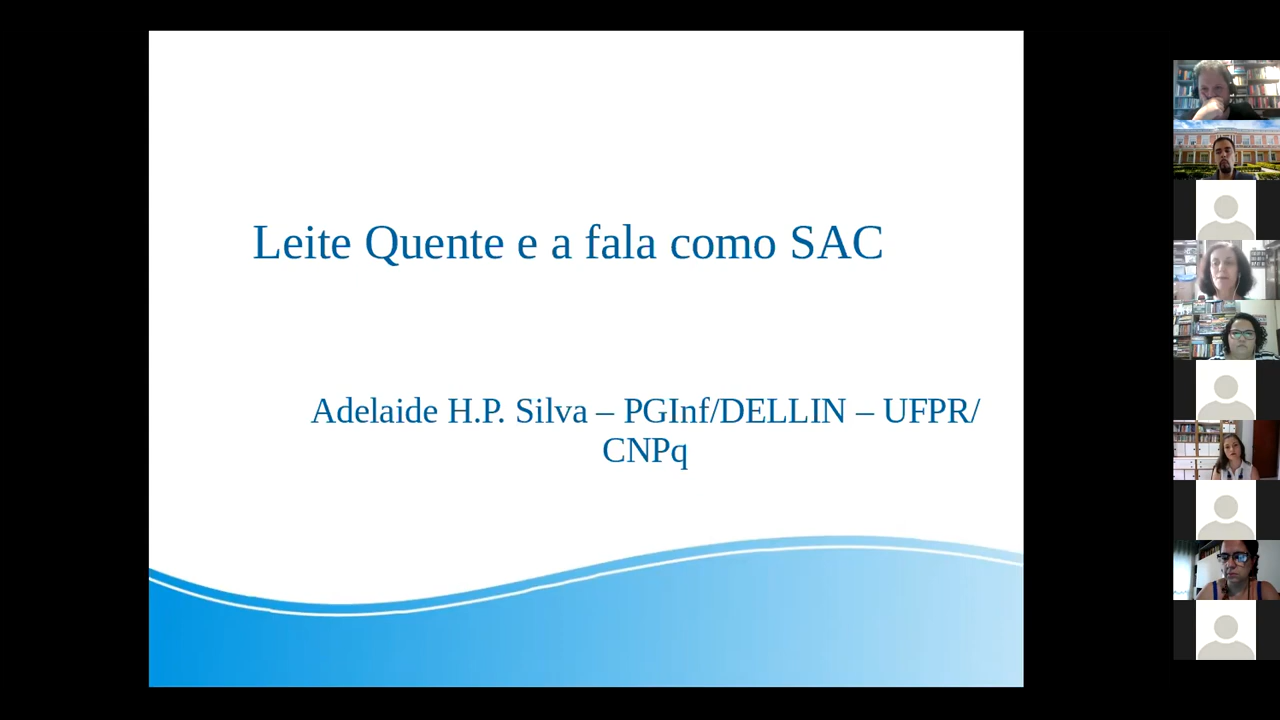 Leite Quente e a fala como SAC
Adelaide H.P. Silva – PGInf/DELLIN – UFPR/
CNPq